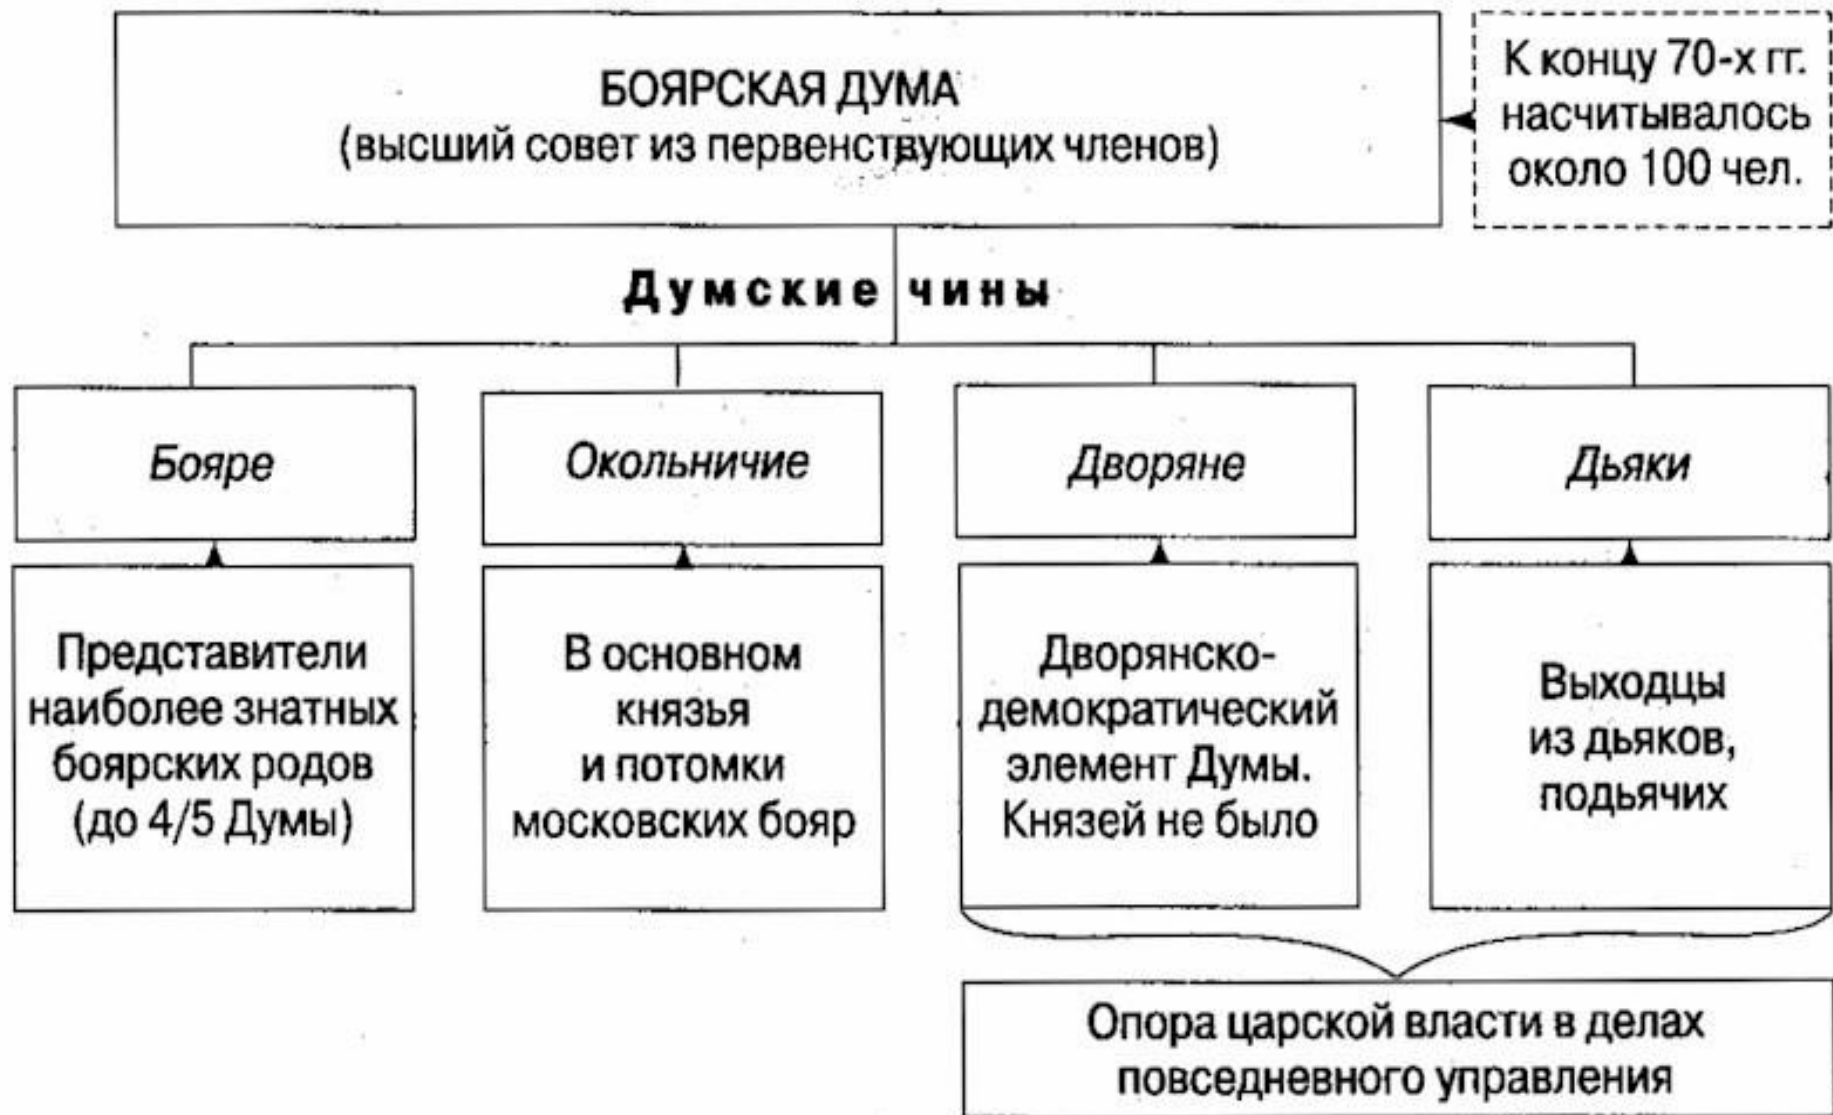 БОЯРСКАЯ ДУМА
(высший совет из первенствующих членов)
К концу 70-х гг.
насчитывалось
около 100 чел.
Думские чины
Бояре
Окольничие
Дворяне
Дьяки
Представители
наиболее знатных
боярских родов
(до 4/5 Думы)
В основном
князья
и потомки
московских бояр
Дворянско-
демократический
элемент Думы.
Князей не было
Выходцы
из дьяков,
подьячих
Опора царской власти в делах
повседневного управления